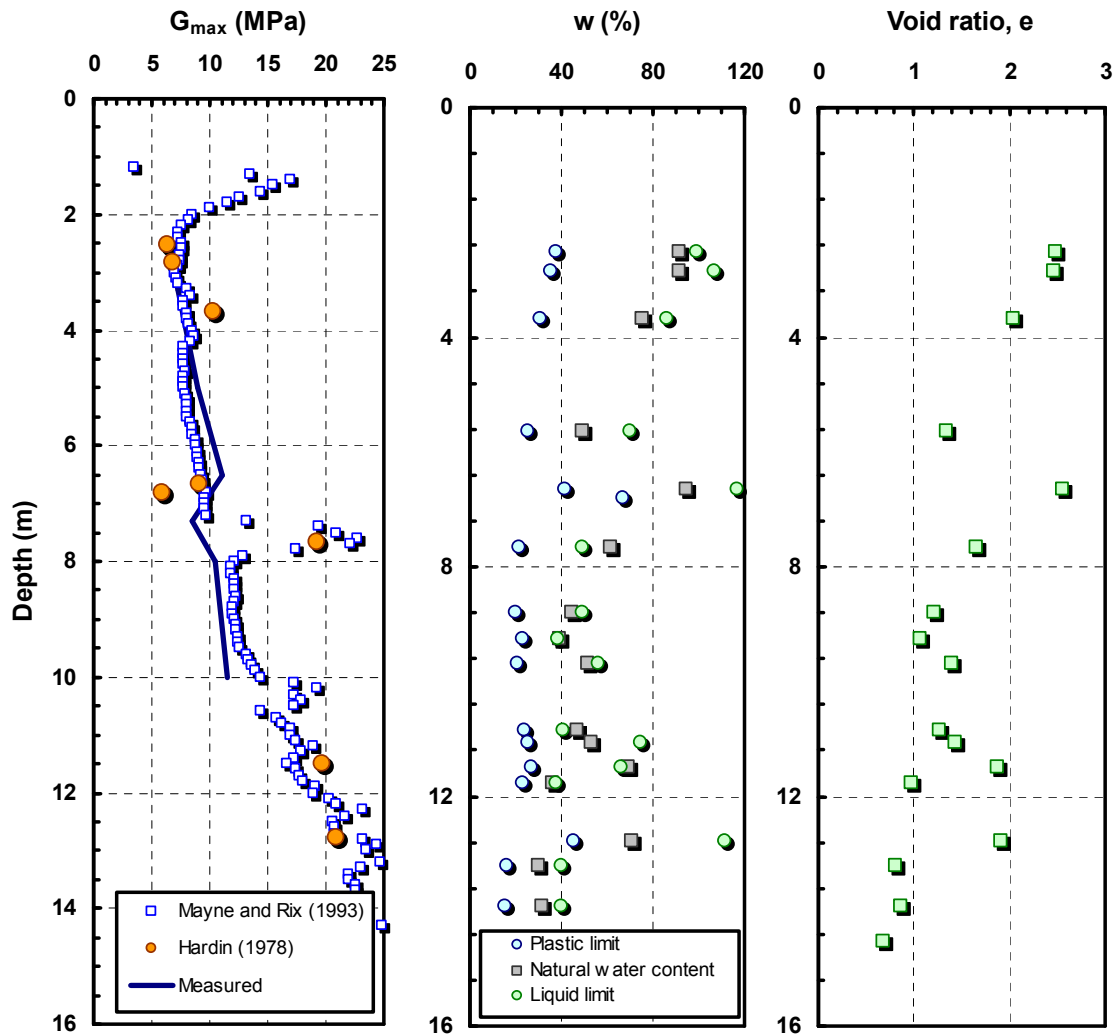 Gmax (MPa) w (%) Void ratio, e
0 5 10 15 20 25 0 40 80 120 0 1 2 3
0 0 0
2
4 4 4
6
8 8 8
10
12 12 12
14
16 16 16
Depth (m)
Mayne and Rix (1993)
Hardin (1978)
Measured
Plastic limit
Natural water content
Liquid limit